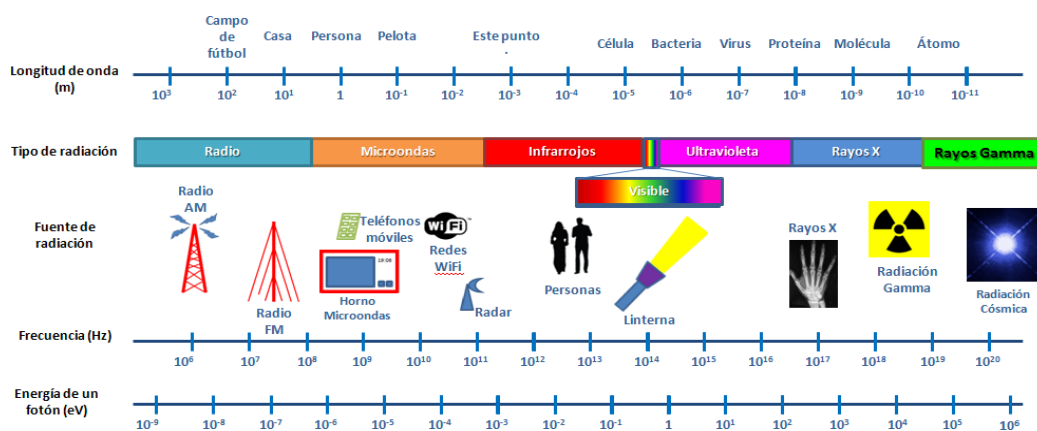 Campo de fútbol
Casa
Persona
Pelota
Este punto .
Célula
Bacteria
Virus
Proteína
Molécula
Átomo
Longitud de onda (m)
10³
10²
10¹
1
10⁻¹
10⁻²
10⁻³
10⁻⁴
10⁻⁵
10⁻⁶
10⁻⁷
10⁻⁸
10⁻⁹
10⁻¹⁰
10⁻¹¹
Tipo de radiación
Radio
Microondas
Infrarrojos
Ultravioleta
Rayos X
Rayos Gamma
Visible
Fuente de radiación
Radio AM
Radio FM
Teléfonos móviles
Horno Microondas
WiFi
Redes WiFi
Radar
Personas
Linterna
Rayos X
Radiación Gamma
Radiación Cósmica
Frecuencia (Hz)
10⁶
10⁷
10⁸
10⁹
10¹⁰
10¹¹
10¹²
10¹³
10¹⁴
10¹⁵
10¹⁶
10¹⁷
10¹⁸
10¹⁹
10²⁰
Energía de un fotón (eV)
10⁻⁹
10⁻⁸
10⁻⁷
10⁻⁶
10⁻⁵
10⁻⁴
10⁻³
10⁻²
10⁻¹
1
10¹
10²
10³
10⁴
10⁵
10⁶